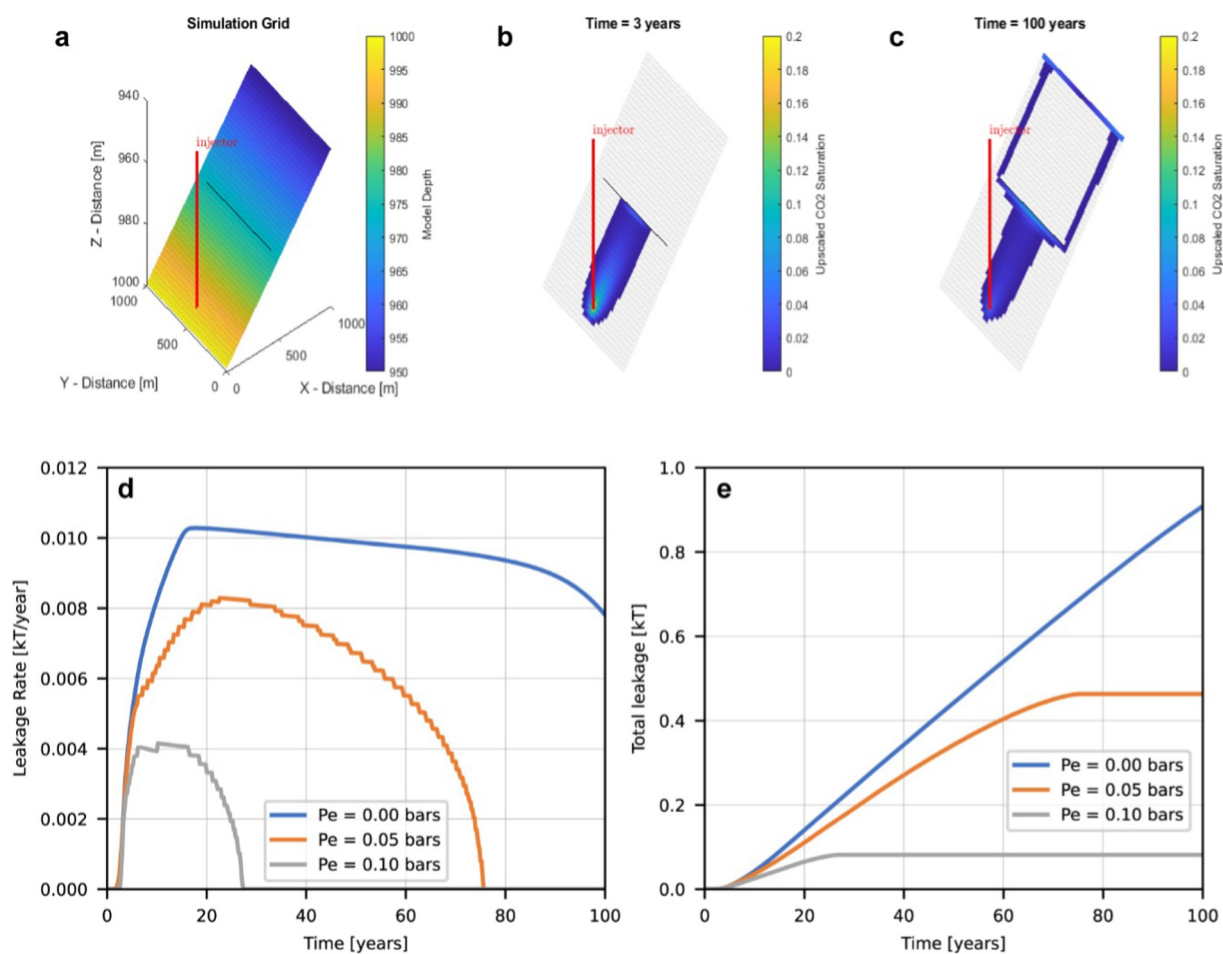 a
Simulation Grid
1000
995
990
985
980
975
970
965
960
955
950
Model Depth
940
960
980
1000
Z - Distance [m]
injector
1000
500
0
Y - Distance [m]
0
500
1000
X - Distance [m]
b
Time = 3 years
injector
0.2
0.18
0.16
0.14
0.12
0.1
0.08
0.06
0.04
0.02
0
Upscaled CO2 Saturation
c
Time = 100 years
injector
0.2
0.18
0.16
0.14
0.12
0.1
0.08
0.06
0.04
0.02
0
Upscaled CO2 Saturation
d
Leakage Rate [kT/year]
0.012
0.010
0.008
0.006
0.004
0.002
0.000
Pe = 0.00 bars
Pe = 0.05 bars
Pe = 0.10 bars
0 20 40 60 80 100
Time [years]
e
Total leakage [kT]
1.0
0.8
0.6
0.4
0.2
0.0
Pe = 0.00 bars
Pe = 0.05 bars
Pe = 0.10 bars
0 20 40 60 80 100
Time [years]